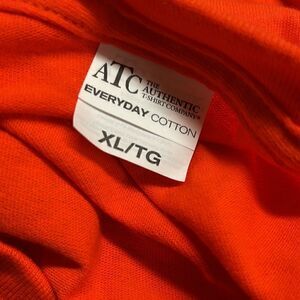 ATC THE
AUTHENTIC
T-SHIRT COMPANY®
EVERYDAY COTTON
XL/TG